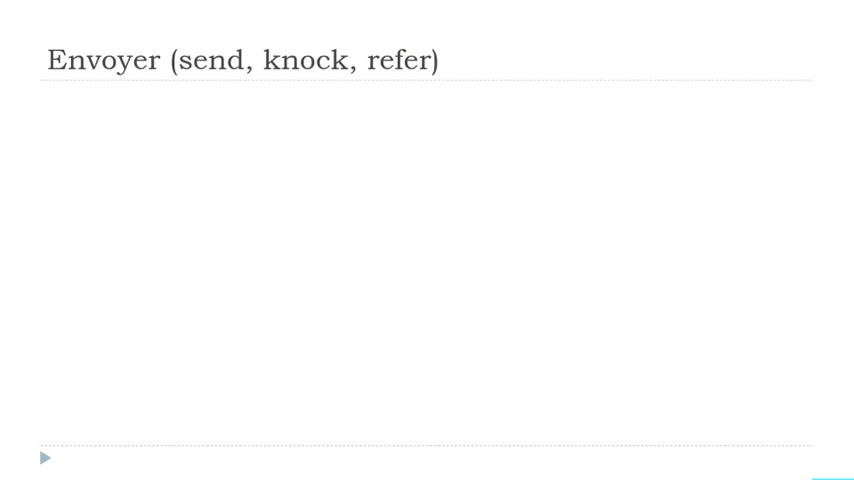 Envoyer (send, knock, refer)